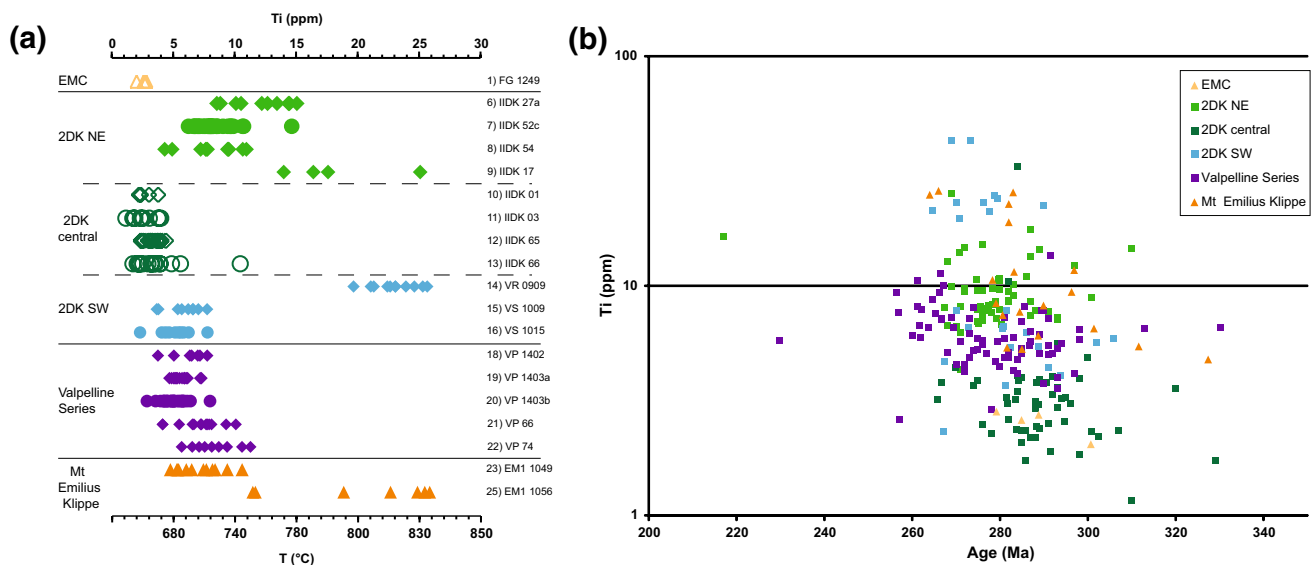 (a)
Ti (ppm)
0 5 10 15 20 25 30
EMC
1) FG 1249
2DK NE
6) IIDK 27a
7) IIDK 52c
8) IIDK 54
9) IIDK 17
2DK
central
10) IIDK 01
11) IIDK 03
12) IIDK 65
13) IIDK 66
2DK SW
14) VR 0909
15) VS 1009
16) VS 1015
Valpelline
Series
18) VP 1402
19) VP 1403a
20) VP 1403b
21) VP 66
22) VP 74
Mt
Emilius
Klippe
23) EM1 1049
25) EM1 1056
680 740 780 830 850
T (°C)
(b)
Ti (ppm)
100
10
1
200 220 240 260 280 300 320 340
Age (Ma)
EMC
2DK NE
2DK central
2DK SW
Valpelline Series
Mt Emilius Klippe